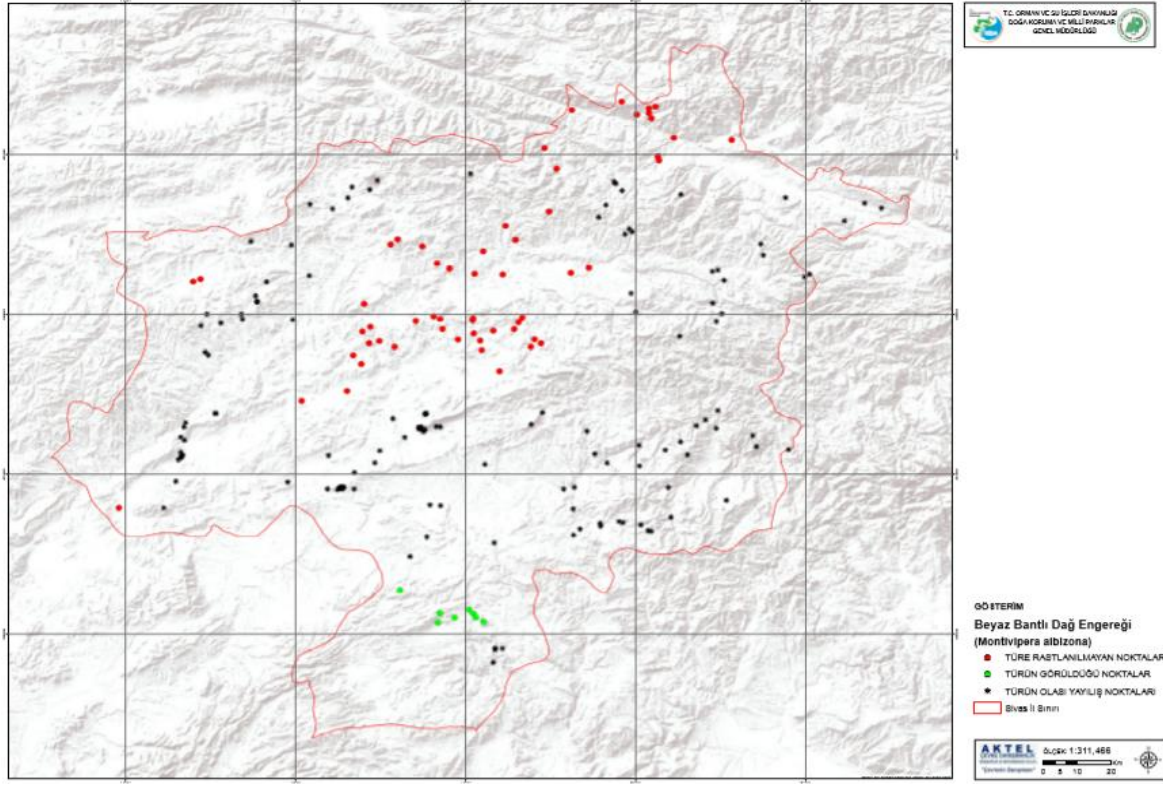 T.C. ORMAN VE SU İŞLERİ BAKANLIĞI
DOĞA KORUMA VE MİLLİ PARKLAR
GENEL MÜDÜRLÜĞÜ
GÖSTERİM
Beyaz Bantlı Dağ Engereği
(Montivipera albizona)
TÜRE RASTLANILMAYAN NOKTALAR
TÜRÜN GÖRÜLDÜĞÜ NOKTALAR
TÜRÜN OLASI YAYILIŞ NOKTALARI
Sivas İl Sınırı
AKTEL
ÖLÇEK 1:311,466
Km
0 5 10 20